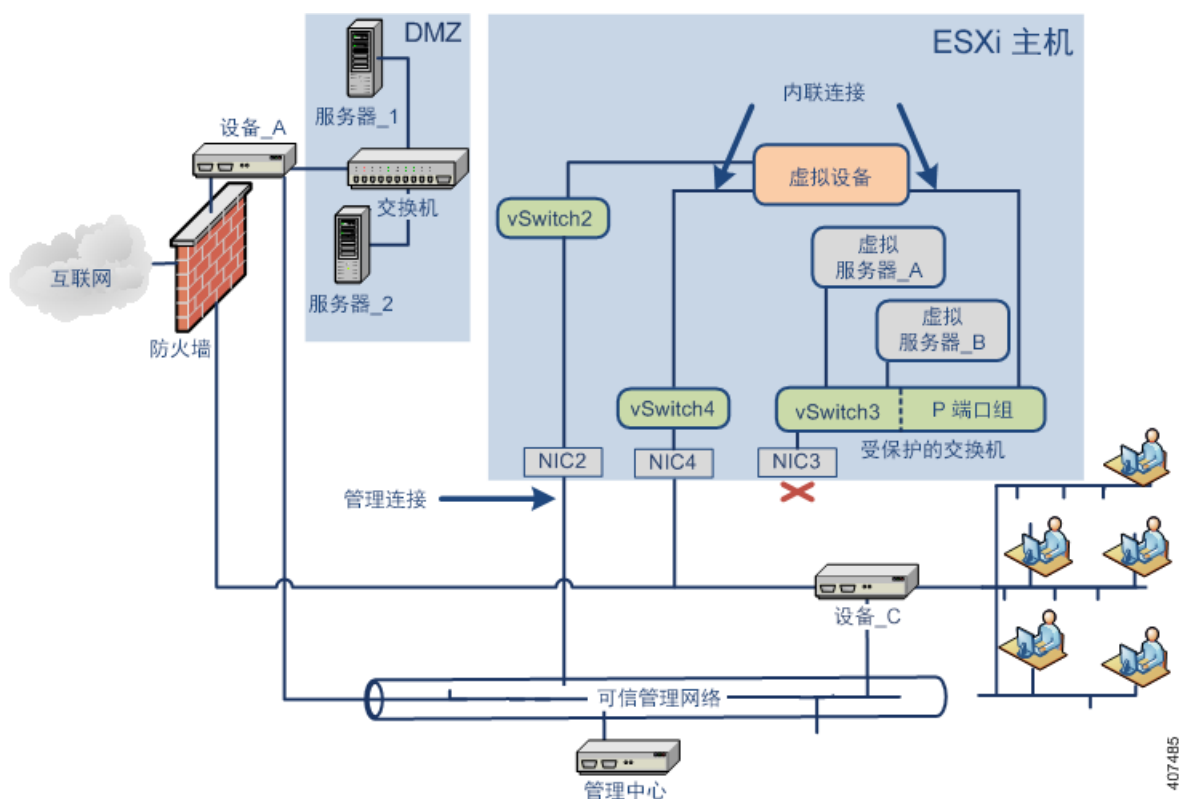 DMZ
ESXi 主机
服务器_1
设备_A
交换机
服务器_2
互联网
防火墙
内联连接
虚拟设备
vSwitch2
虚拟
服务器_A
虚拟
服务器_B
vSwitch4
vSwitch3
P 端口组
受保护的交换机
NIC2
NIC4
NIC3
管理连接
设备_C
可信管理网络
管理中心
407485